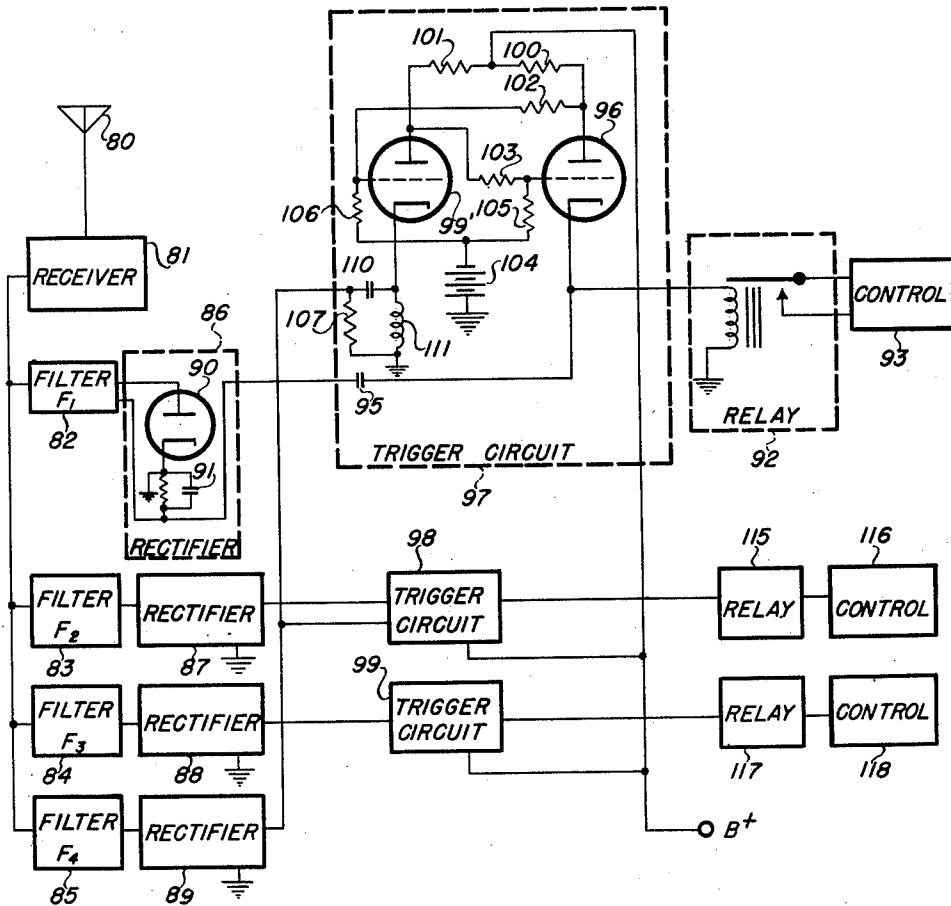 101
100
102
96
80
103
99'
105
106
81
RECEIVER
110
104
86
107
111
CONTROL
93
FILTER
F1
82
90
95
91
RELAY
92
TRIGGER CIRCUIT
97
RECTIFIER
98
115
116
FILTER
F2
83
RECTIFIER
87
TRIGGER
CIRCUIT
RELAY
CONTROL
99
FILTER
F3
84
RECTIFIER
88
TRIGGER
CIRCUIT
RELAY
117
CONTROL
118
FILTER
F4
85
RECTIFIER
89
B+